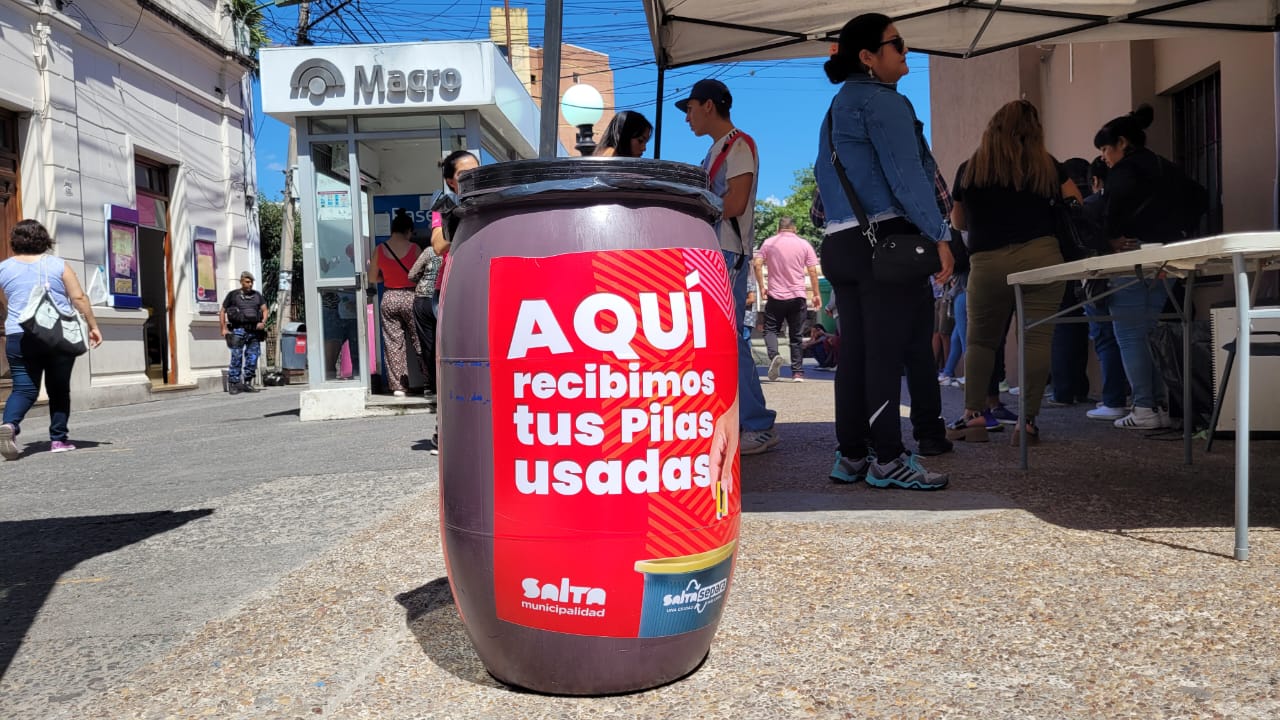 Macro
AQUÍ
recibimos
tus Pilas
usadas
Salta
municipalidad
Salta separa